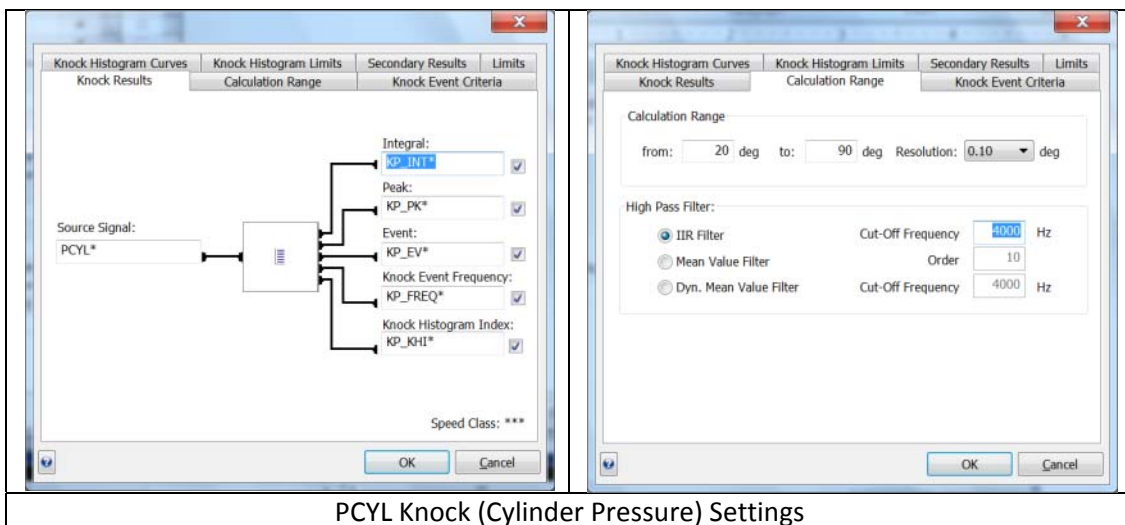 Knock Histogram Curves Knock Histogram Limits Secondary Results Limits
Knock Results Calculation Range Knock Event Criteria
Integral:
KP_INT*
Peak:
KP_PK*
Source Signal:
PCYL*
Event:
KP_EV*
Knock Event Frequency:
KP_FREQ*
Knock Histogram Index:
KP_KHI*
Speed Class: ***
OK Cancel
Knock Histogram Curves Knock Histogram Limits Secondary Results Limits
Knock Results Calculation Range Knock Event Criteria
Calculation Range
from: 20 deg to: 90 deg Resolution: 0.10 deg
High Pass Filter:
IIR Filter Cut-Off Frequency 4000 Hz
Mean Value Filter Order 10
Dyn. Mean Value Filter Cut-Off Frequency 4000 Hz
OK Cancel
PCYL Knock (Cylinder Pressure) Settings